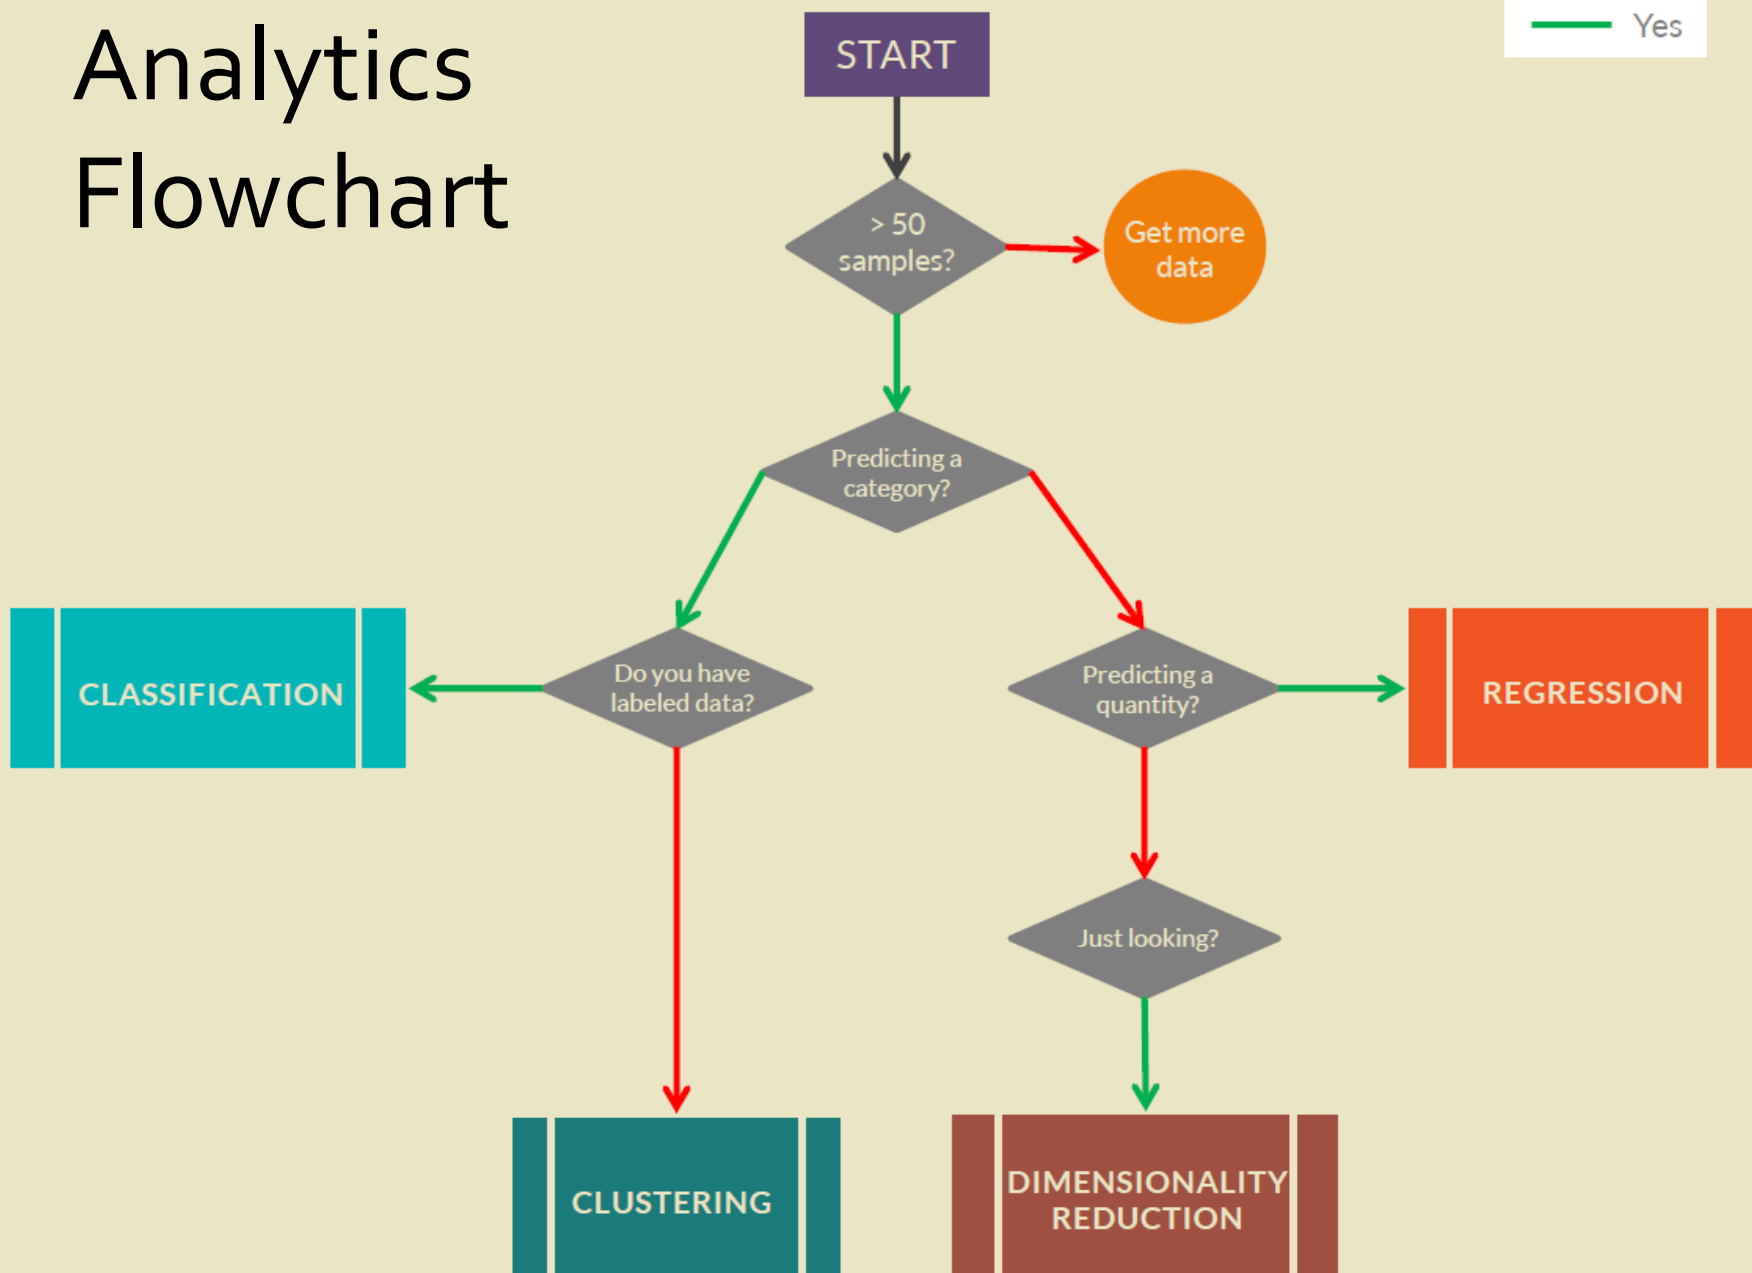 Analytics
Flowchart
START
Yes
> 50
samples?
Get more
data
Predicting a
category?
CLASSIFICATION
Do you have
labeled data?
Predicting a
quantity?
REGRESSION
Just looking?
CLUSTERING
DIMENSIONALITY
REDUCTION